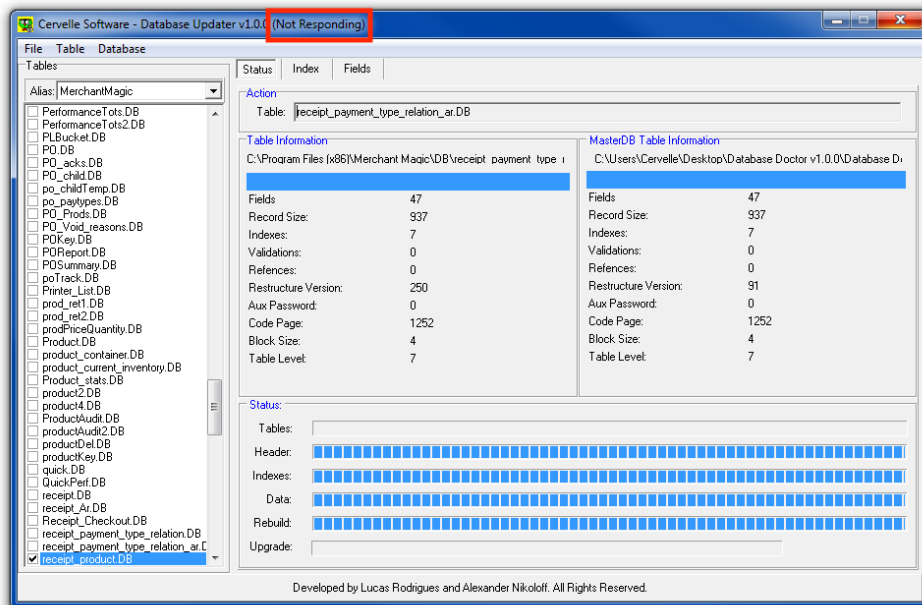 Cervelle Software - Database Updater v1.0.0 (Not Responding)
File Table Database
Tables
Alias: MerchantMagic
PerformanceTots.DB
PerformanceTots2.DB
PLBucket.DB
PO.DB
PO_acks.DB
PO_child.DB
po_childTemp.DB
po_paytypes.DB
PO_Prods.DB
PO_Void_reasons.DB
POKey.DB
POReport.DB
POSummary.DB
poTrack.DB
Printer_List.DB
prod_ret1.DB
prod_ret2.DB
prodPriceQuantity.DB
Product.DB
product_container.DB
product_current_inventory.DB
Product_stats.DB
product2.DB
product4.DB
ProductAudit.DB
productAudit2.DB
productDel.DB
productKey.DB
quick.DB
QuickPerf.DB
receipt.DB
receipt_Ar.DB
Receipt_Checkout.DB
receipt_payment_type_relation.DB
receipt_payment_type_relation_ar.D
receipt_product.DB
Status Index Fields
Action
Table: receipt_payment_type_relation_ar.DB
Table Information
C:\Program Files (x86)\Merchant Magic\DB\receipt_payment_type_r
Fields 47
Record Size: 937
Indexes: 7
Validations: 0
Refences: 0
Restructure Version: 250
Aux Password: 0
Code Page: 1252
Block Size: 4
Table Level: 7
MasterDB Table Information
C:\Users\Cervelle\Desktop\Database Doctor v1.0.0\Database Do
Fields 47
Record Size: 937
Indexes: 7
Validations: 0
Refences: 0
Restructure Version: 91
Aux Password: 0
Code Page: 1252
Block Size: 4
Table Level: 7
Status:
Tables:
Header:
Indexes:
Data:
Rebuild:
Upgrade:
Developed by Lucas Rodrigues and Alexander Nikoloff. All Rights Reserved.